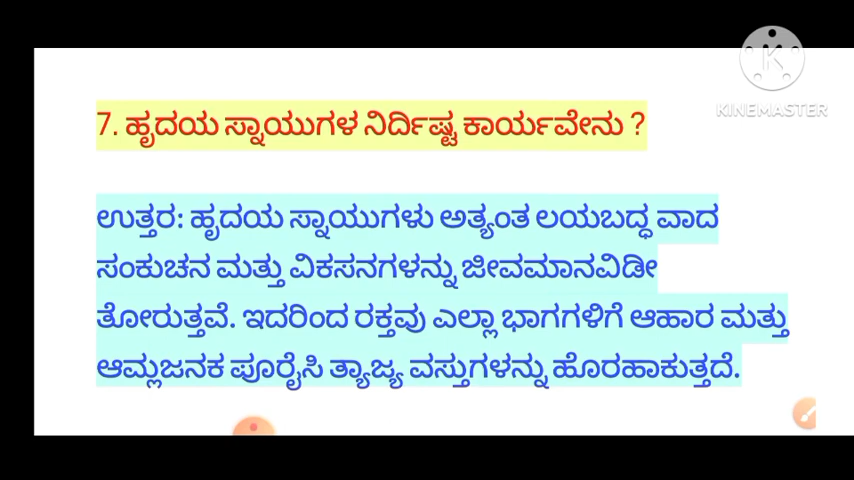 KINEMASTER
7. ಹೃದಯ ಸ್ನಾಯುಗಳ ನಿರ್ದಿಷ್ಟ ಕಾರ್ಯವೇನು ?
ಉತ್ತರ: ಹೃದಯ ಸ್ನಾಯುಗಳು ಅತ್ಯಂತ ಲಯಬದ್ಧ ವಾದ
ಸಂಕುಚನ ಮತ್ತು ವಿಕಸನಗಳನ್ನು ಜೀವಮಾನವಿಡೀ
ತೋರುತ್ತವೆ. ಇದರಿಂದ ರಕ್ತವು ಎಲ್ಲಾ ಭಾಗಗಳಿಗೆ ಆಹಾರ ಮತ್ತು
ಆಮ್ಲಜನಕ ಪೂರೈಸಿ ತ್ಯಾಜ್ಯ ವಸ್ತುಗಳನ್ನು ಹೊರಹಾಕುತ್ತದೆ.